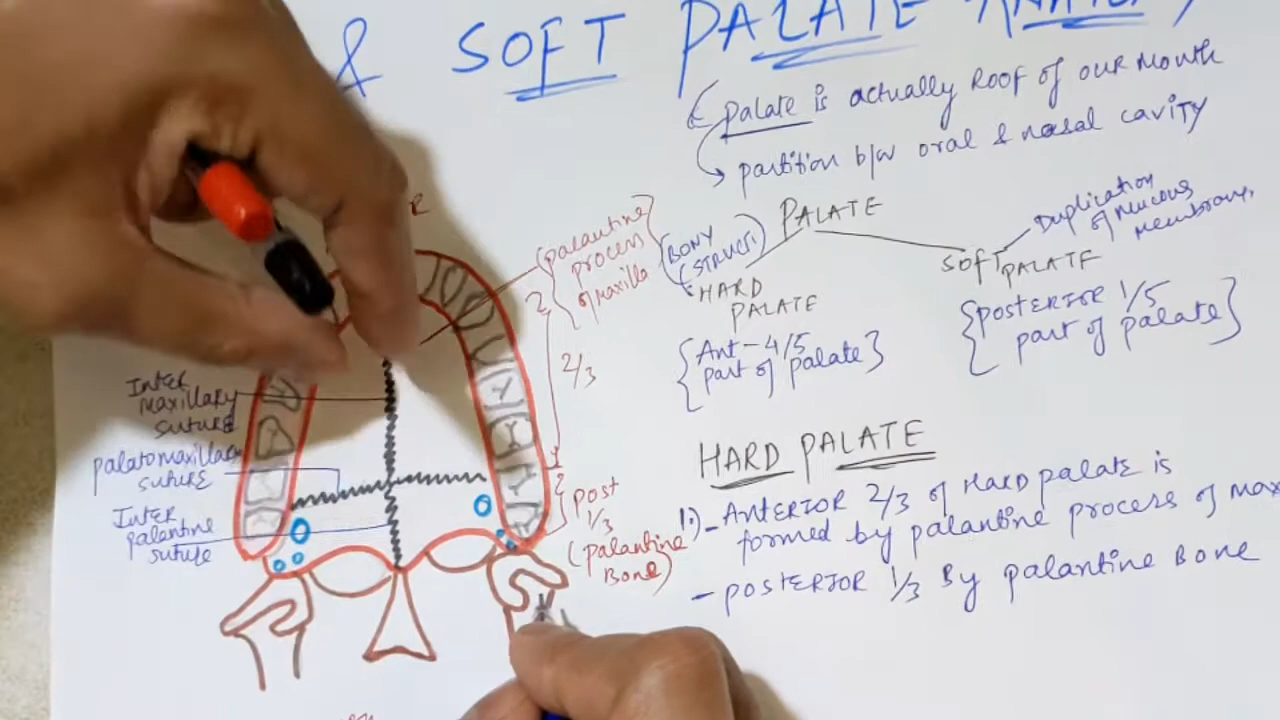 & SOFT PALATE
palate is actually Roof of our Mouth
partition b/w oral & nasal cavity
PALATE
(BONY
STRUCT.)
HARD
PALATE
SOFT
PALATE
Duplication
of mucous
membrane,
{Ant - 4/5
part of palate}
{POSTERIOR 1/5
part of palate}
(palantine
process
of maxilla
2/3
Inter
maxillary
suture
palatomaxillary
suture
Inter
palantine
suture
Post
1/3
(palantine
Bone)
HARD PALATE
1.) - ANTERIOR 2/3 of HARD palate is
formed by palantine process of Max
- POSTERIOR 1/3 By palantine Bone